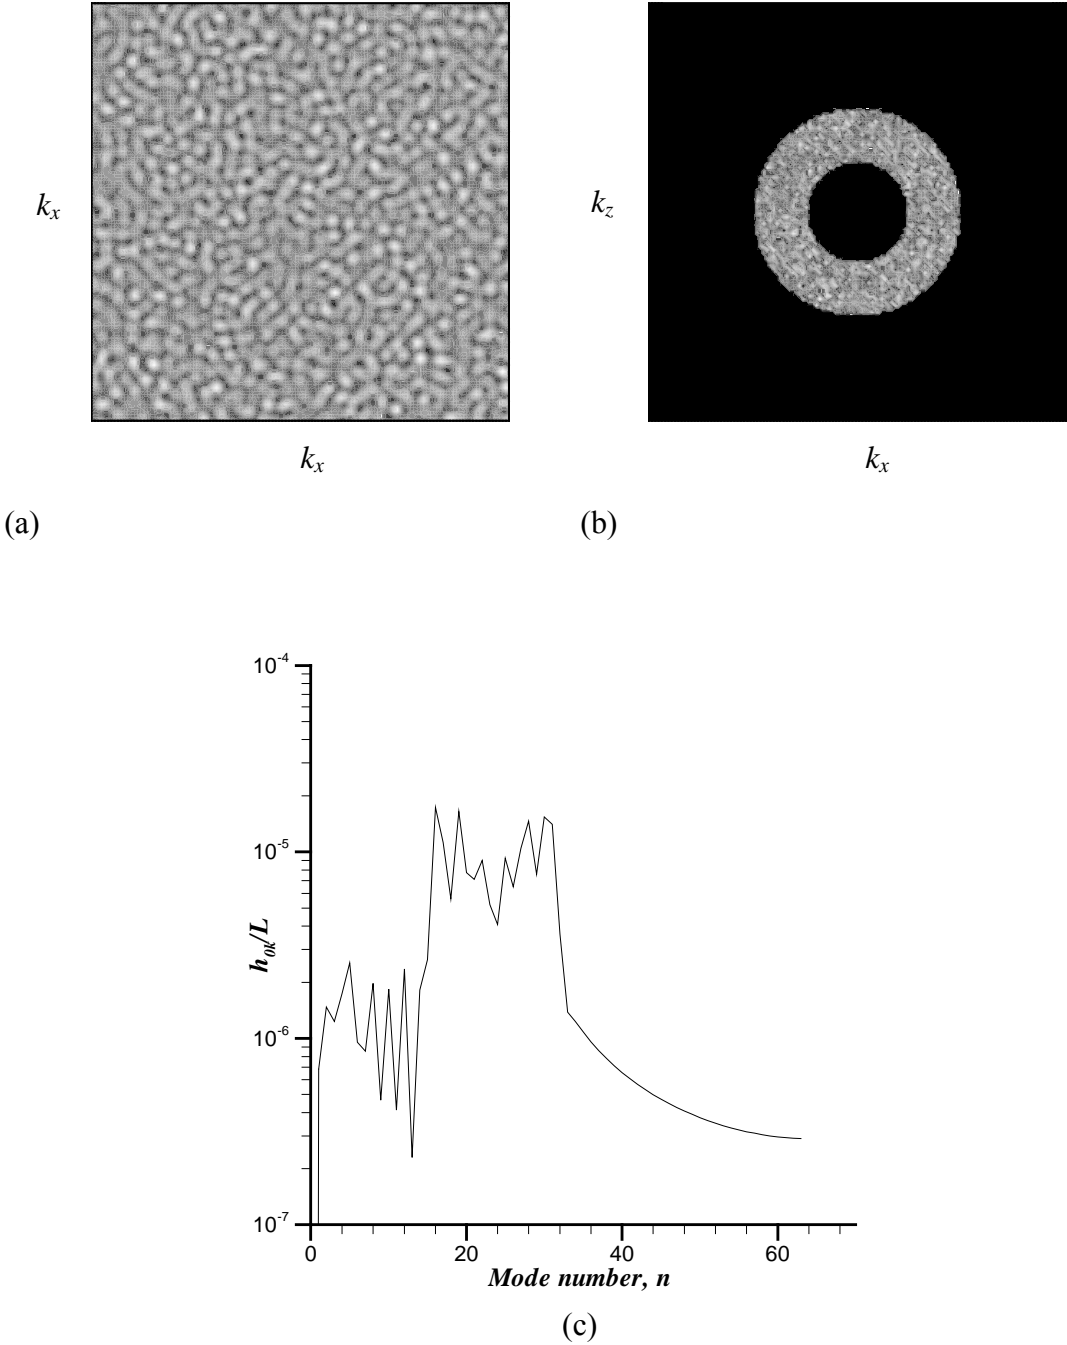 k_x
k_z
k_x
k_x
(a)
(b)
10^-4
10^-5
h_0k/L
10^-6
10^-7
0
20
40
60
Mode number, n
(c)